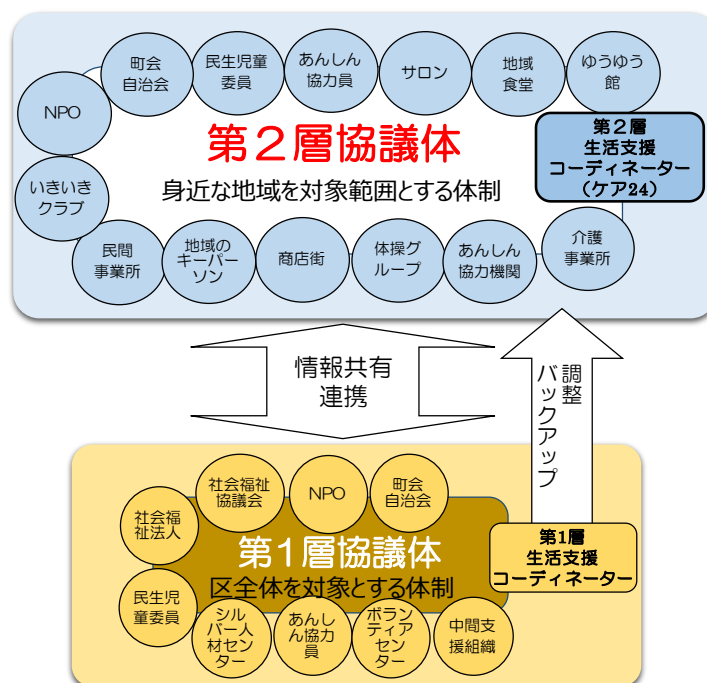 町会
自治会
民生児童
委員
あんしん
協力員
サロン
地域
食堂
ゆうゆう
館
NPO
第２層協議体
第２層
生活支援
コーディネーター
（ケア24）
いきいき
クラブ
身近な地域を対象範囲とする体制
民間
事業所
地域の
キーパー
ソン
商店街
体操グ
ループ
あんしん
協力機関
介護
事業所
情報共有
連携
調整
バックアップ
社会福祉
協議会
NPO
町会
自治会
社会福
祉法人
第１層協議体
区全体を対象とする体制
第1層
生活支援
コーディネーター
民生児
童委員
シル
バー人
材セン
ター
あんし
ん協力
員
ボラン
ティア
セン
ター
中間支
援組織